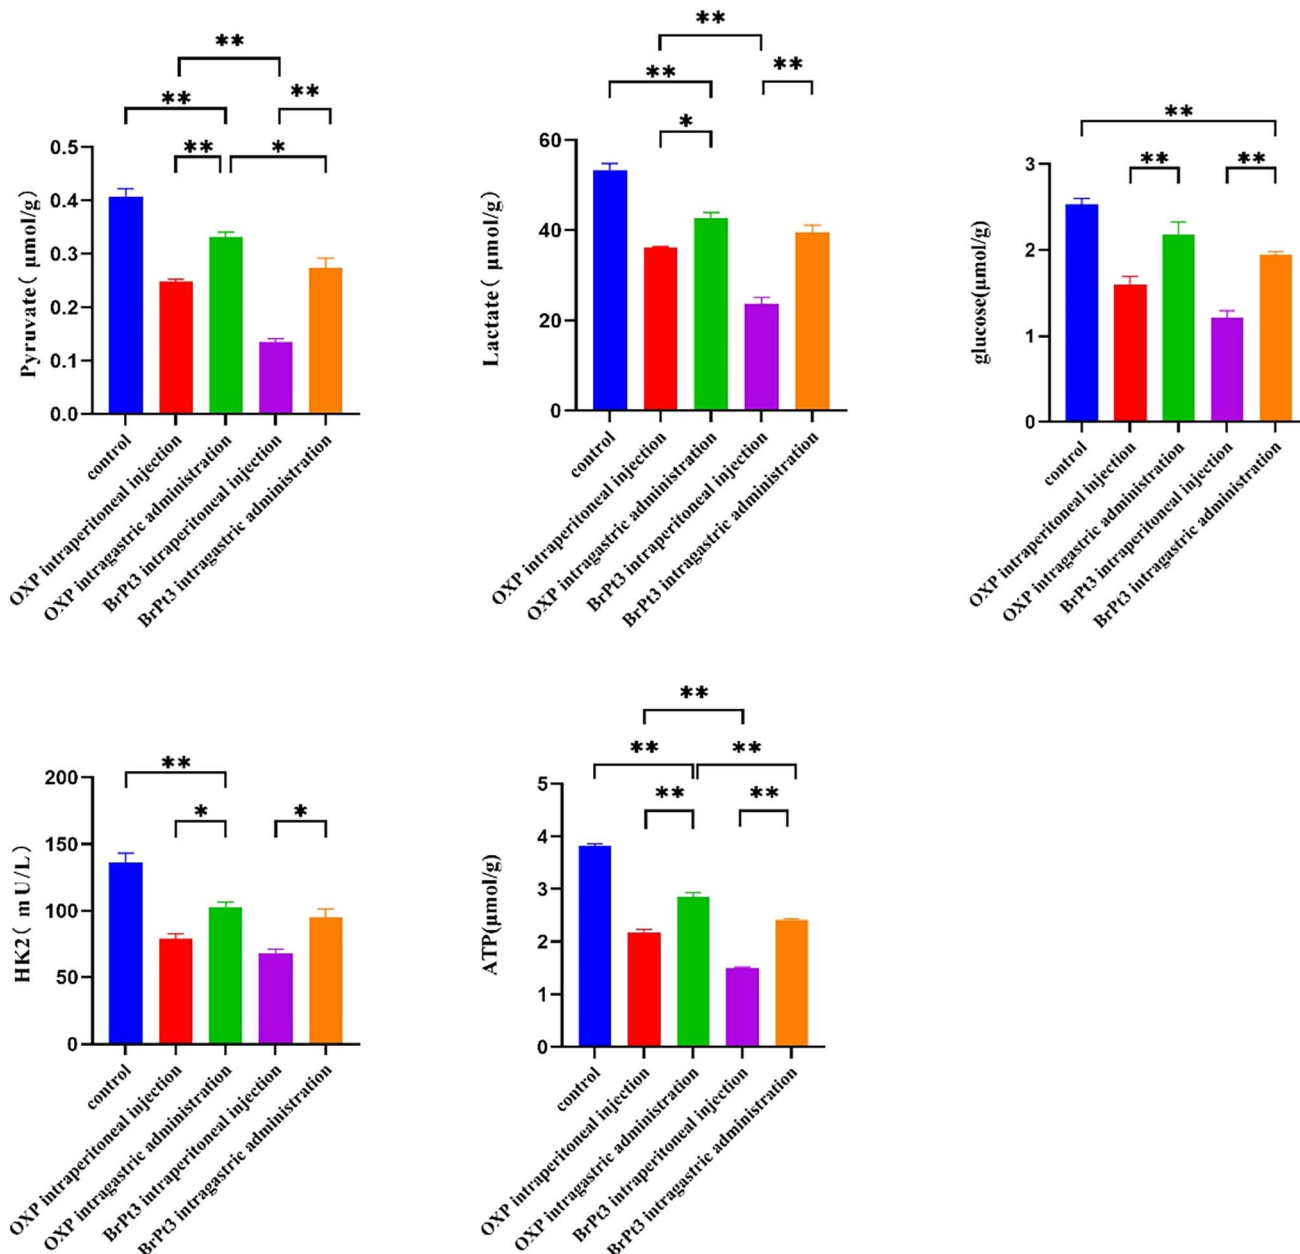 **
**
**
**
*
Pyruvate( μmol/g)
0.5
0.4
0.3
0.2
0.1
0.0
control
OXP intraperitoneal injection
OXP intragastric administration
BrPt3 intraperitoneal injection
BrPt3 intragastric administration
**
**
**
*
Lactate( μmol/g)
60
40
20
0
control
OXP intraperitoneal injection
OXP intragastric administration
BrPt3 intraperitoneal injection
BrPt3 intragastric administration
**
**
**
glucose(μmol/g)
3
2
1
0
control
OXP intraperitoneal injection
OXP intragastric administration
BrPt3 intraperitoneal injection
BrPt3 intragastric administration
**
*
*
HK2( mU/L)
200
150
100
50
0
control
OXP intraperitoneal injection
OXP intragastric administration
BrPt3 intraperitoneal injection
BrPt3 intragastric administration
**
**
**
**
**
ATP(μmol/g)
5
4
3
2
1
0
control
OXP intraperitoneal injection
OXP intragastric administration
BrPt3 intraperitoneal injection
BrPt3 intragastric administration